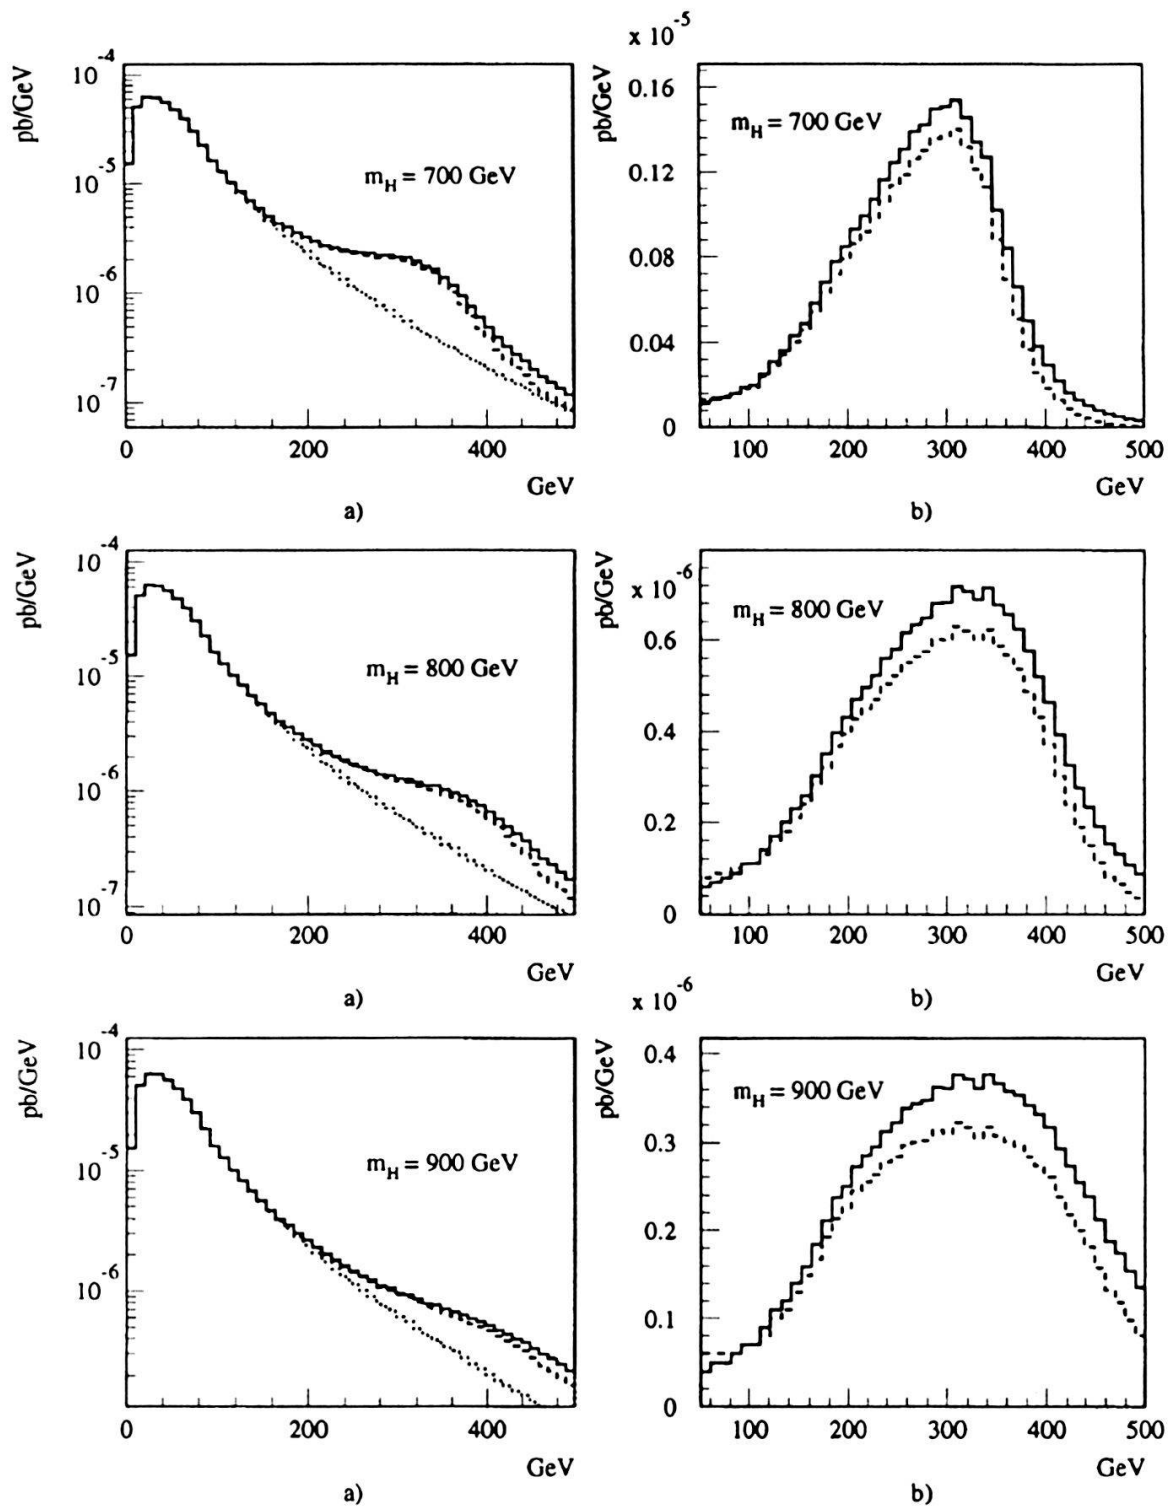 x 10^-5
pb/GeV
10^-4
10^-5
10^-6
10^-7
m_H = 700 GeV
0 200 400
GeV
a)
pb/GeV
0.16
0.12
0.08
0.04
0
m_H = 700 GeV
100 200 300 400 500
GeV
b)
pb/GeV
10^-4
10^-5
10^-6
10^-7
m_H = 800 GeV
0 200 400
GeV
a)
pb/GeV
x 10^-6
0.6
0.4
0.2
0
m_H = 800 GeV
100 200 300 400 500
GeV
b)
pb/GeV
10^-4
10^-5
10^-6
m_H = 900 GeV
0 200 400
GeV
a)
x 10^-6
pb/GeV
0.4
0.3
0.2
0.1
0
m_H = 900 GeV
100 200 300 400 500
GeV
b)